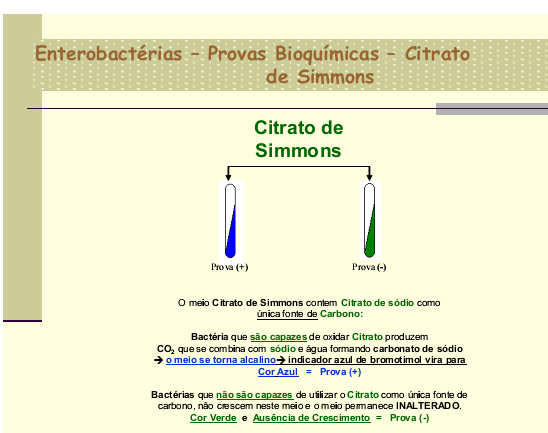 Enterobactérias – Provas Bioquímicas – Citrato
de Simmons
Citrato de
Simmons
Prova (+)
Prova (-)
O meio Citrato de Simmons contem Citrato de sódio como
única fonte de Carbono:
Bactéria que são capazes de oxidar Citrato produzem
CO₂ que se combina com sódio e água formando carbonato de sódio
→ o meio se torna alcalino→ indicador azul de bromotimol vira para
Cor Azul = Prova (+)
Bactérias que não são capazes de utilizar o Citrato como única fonte de
carbono, não crescem neste meio e o meio permanece INALTERADO.
Cor Verde e Ausência de Crescimento = Prova (-)